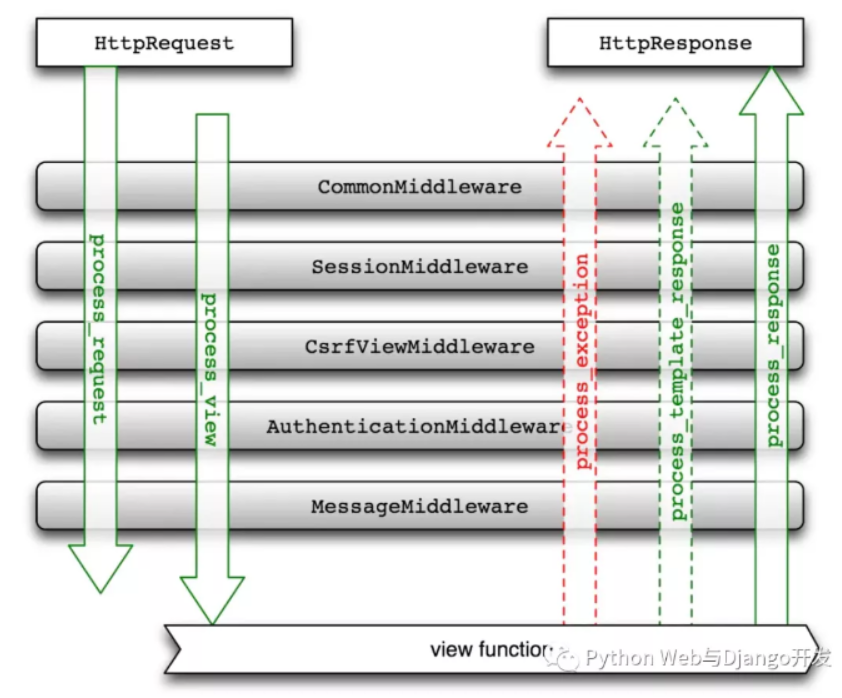 HttpRequest
HttpResponse
CommonMiddleware
SessionMiddleware
CsrfViewMiddleware
AuthenticationMiddleware
MessageMiddleware
process_request
process_view
process_exception
process_template_response
process_response
view function
Python Web与Django开发